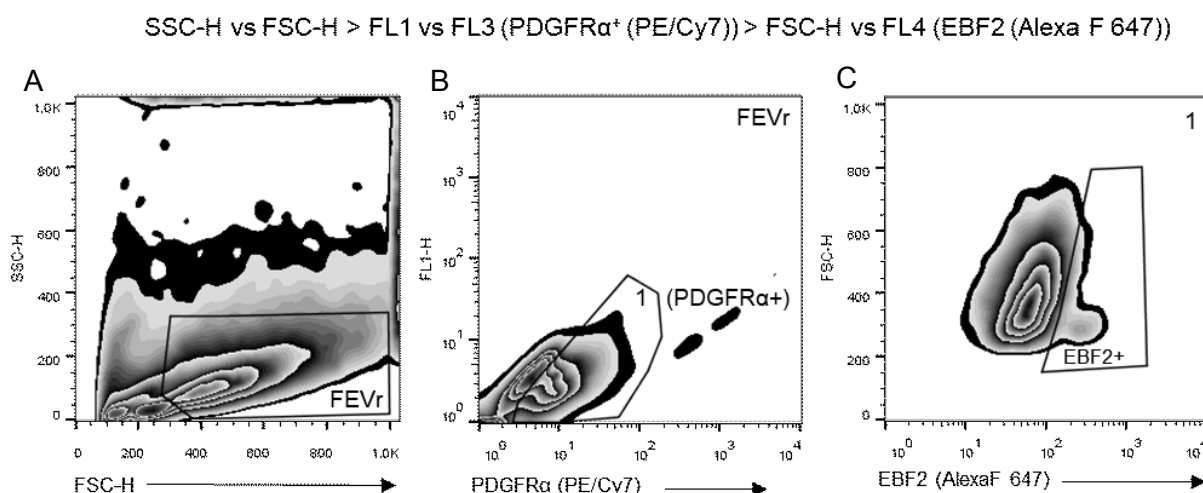 SSC-H vs FSC-H > FL1 vs FL3 (PDGFRα⁺ (PE/Cy7)) > FSC-H vs FL4 (EBF2 (Alexa F 647))
A
1.0K
800
600
400
200
0
SSC-H
FEVr
0 200 400 600 800 1.0K
FSC-H
B
FEVr
10⁴
10³
10²
10¹
10⁰
FL1-H
1
(PDGFRα+)
10⁰ 10¹ 10² 10³ 10⁴
PDGFRα (PE/Cy7)
C
1
1.0K
800
600
400
200
0
FSC-H
EBF2+
10⁰ 10¹ 10² 10³ 10⁴
EBF2 (AlexaF 647)